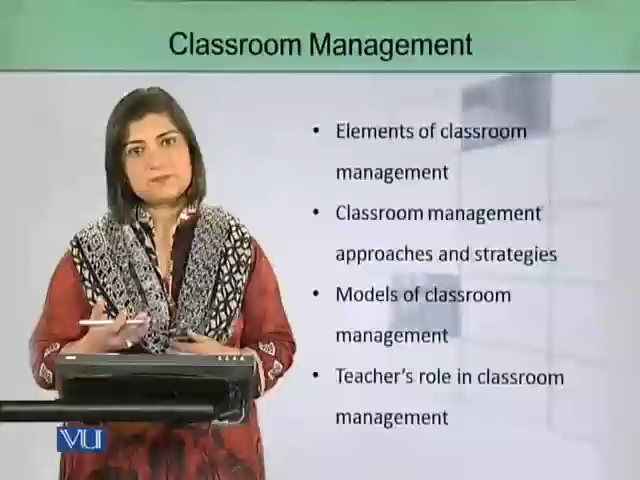 Classroom Management
• Elements of classroom
management
• Classroom management
approaches and strategies
• Models of classroom
management
• Teacher's role in classroom
management
VU